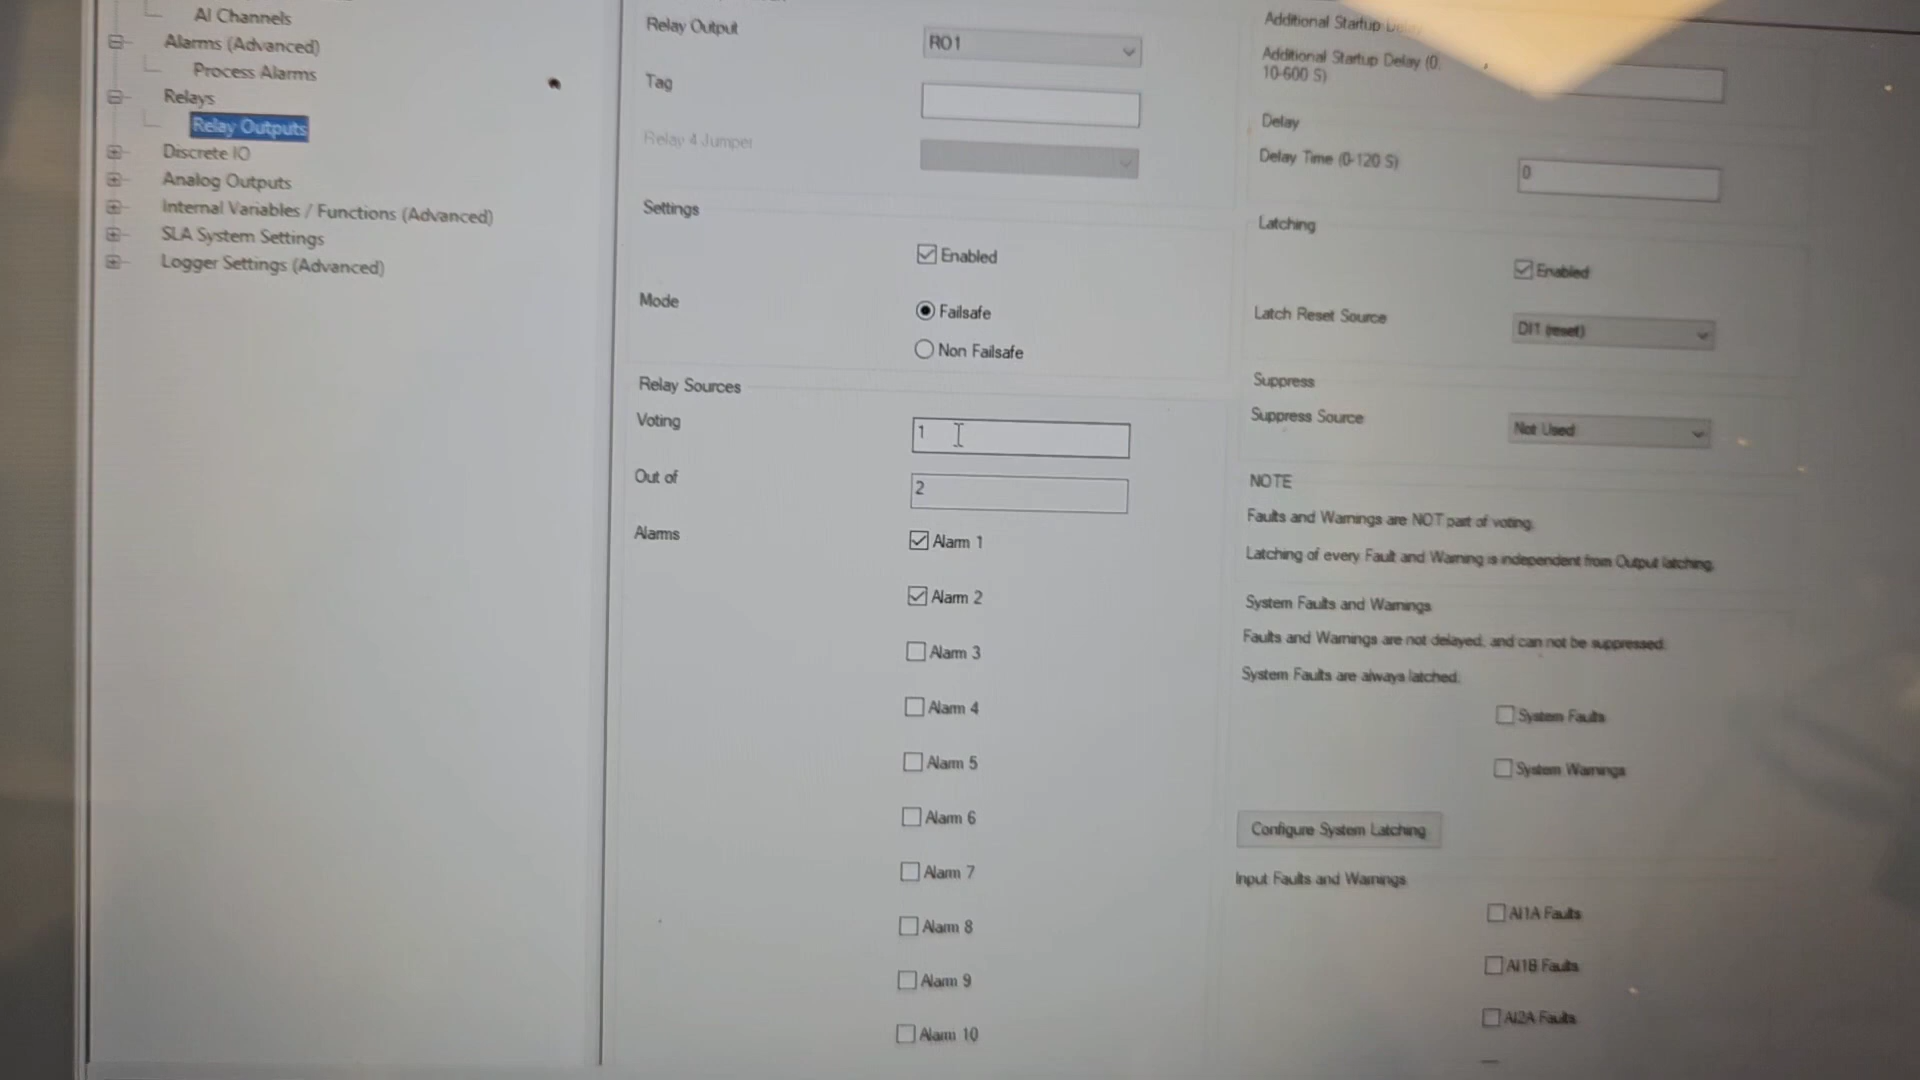 AI Channels
Alarms (Advanced)
Process Alarms
Relays
Relay Outputs
Discrete IO
Analog Outputs
Internal Variables / Functions (Advanced)
SLA System Settings
Logger Settings (Advanced)
Relay Output
RO1
Tag
Relay 4 Jumper
Settings
Enabled
Mode
Failsafe
Non Failsafe
Relay Sources
Voting
1
Out of
2
Alarms
Alarm 1
Alarm 2
Alarm 3
Alarm 4
Alarm 5
Alarm 6
Alarm 7
Alarm 8
Alarm 9
Alarm 10
Additional Startup
Additional Startup Delay (0,
10-600 S)
Delay
Delay Time (0-120 S)
0
Latching
Enabled
Latch Reset Source
DI1 (reset)
Suppress
Suppress Source
Not Used
NOTE
Faults and Warnings are NOT part of voting.
Latching of every Fault and Warning is independent from Output latching.
System Faults and Warnings
Faults and Warnings are not delayed, and can not be suppressed.
System Faults are always latched.
System Faults
System Warnings
Configure System Latching
Input Faults and Warnings
AI1A Faults
AI1B Faults
AI2A Faults